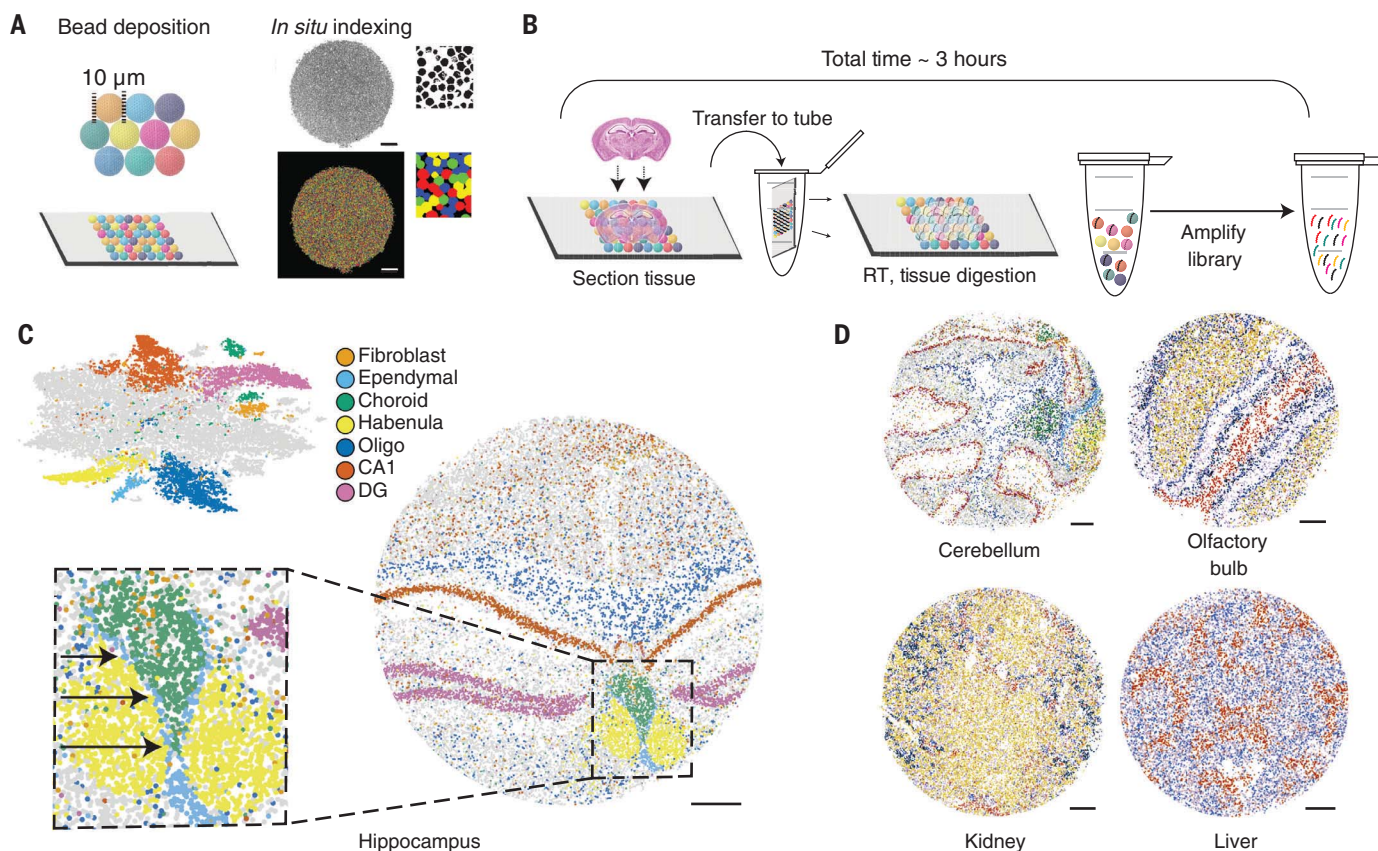 A
Bead deposition
In situ indexing
10 µm
B
Total time ~ 3 hours
Transfer to tube
Section tissue
RT, tissue digestion
Amplify
library
C
Fibroblast
Ependymal
Choroid
Habenula
Oligo
CA1
DG
Hippocampus
D
Cerebellum
Olfactory
bulb
Kidney
Liver